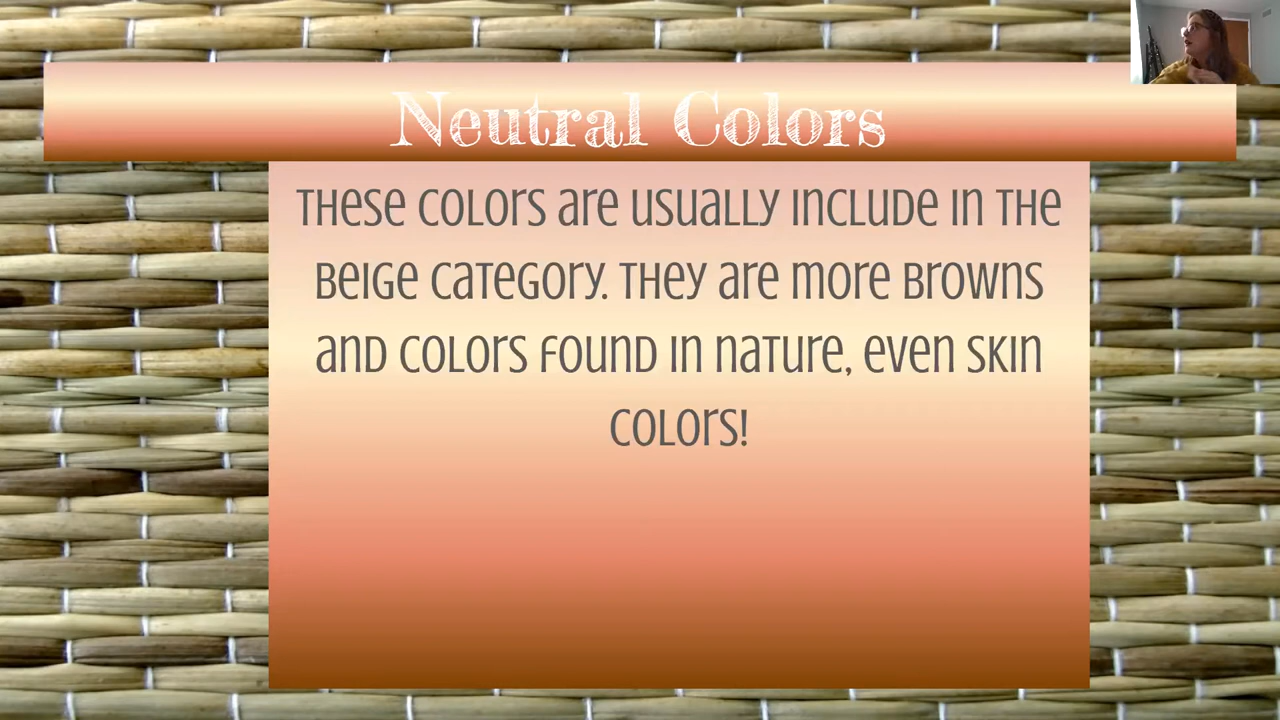 Neutral Colors
These colors are usually include in the
beige category. They are more browns
and colors found in nature, even skin
colors!